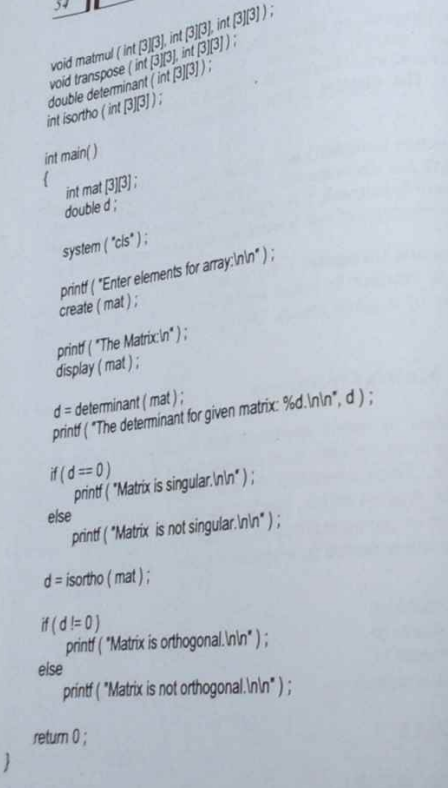 34
void matmul ( int [3][3], int [3][3], int [3][3] ) ;
void transpose ( int [3][3], int [3][3] ) ;
double determinant ( int [3][3] ) ;
int isortho ( int [3][3] ) ;
int main( )
{
int mat [3][3] ;
double d ;
system ( "cls" ) ;
printf ( "Enter elements for array:\n\n" ) ;
create ( mat ) ;
printf ( "The Matrix:\n" ) ;
display ( mat ) ;
d = determinant ( mat ) ;
printf ( "The determinant for given matrix: %d.\n\n", d ) ;
if ( d == 0 )
printf ( "Matrix is singular.\n\n" ) ;
else
printf ( "Matrix is not singular.\n\n" ) ;
d = isortho ( mat ) ;
if ( d != 0 )
printf ( "Matrix is orthogonal.\n\n" ) ;
else
printf ( "Matrix is not orthogonal.\n\n" ) ;
return 0 ;
}